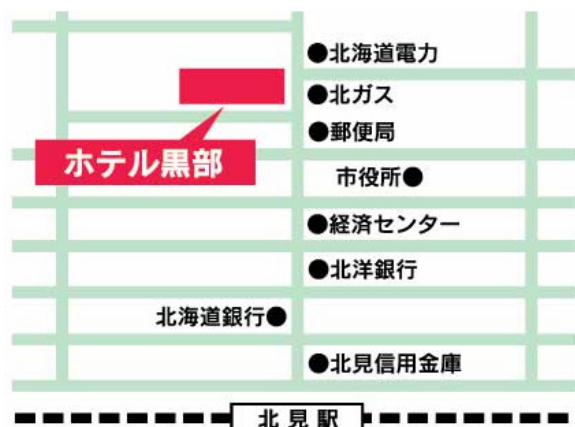 ●北海道電力
●北ガス
●郵便局
ホテル黒部
市役所●
●経済センター
●北洋銀行
北海道銀行●
●北見信用金庫
北見駅